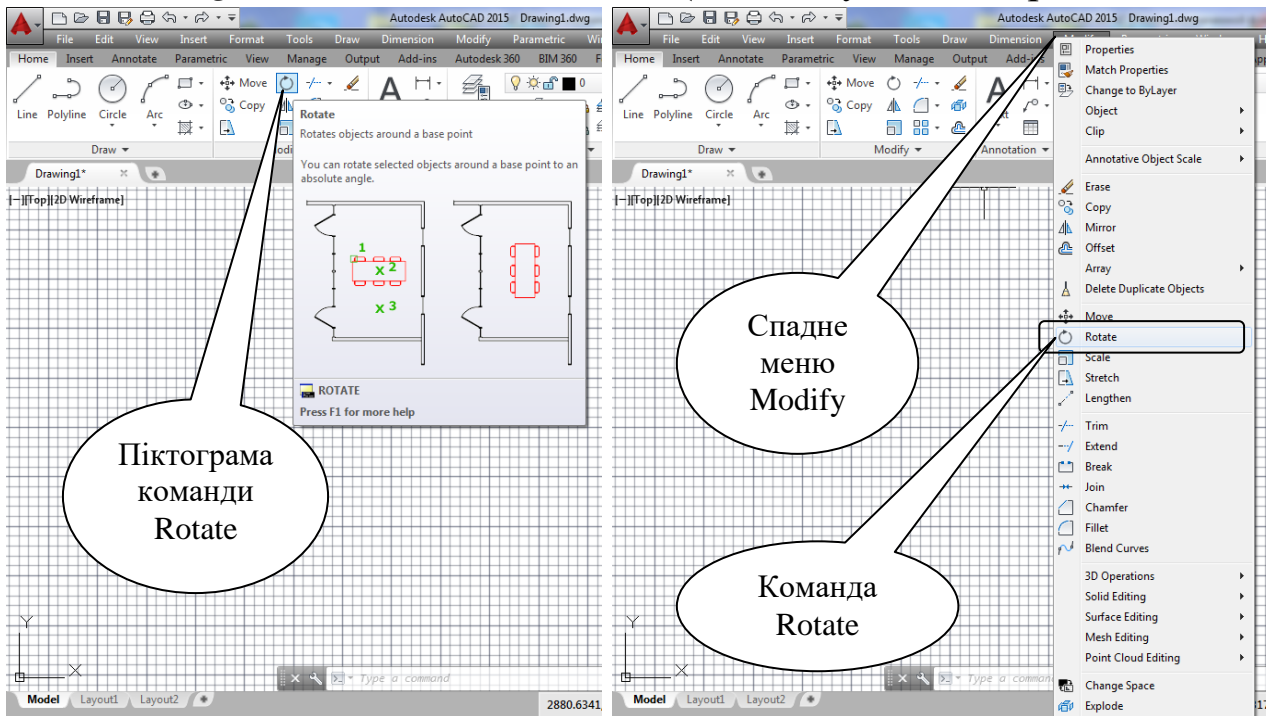 Autodesk AutoCAD 2015 Drawing1.dwg
File Edit View Insert Format Tools Draw Dimension Modify Parametric
Home Insert Annotate Parametric View Manage Output Add-ins Autodesk 360 BIM 360
Move
Copy
Line Polyline Circle Arc
0
Draw
Drawing1*
[−][Top][2D Wireframe]
Rotate
Rotates objects around a base point
You can rotate selected objects around a base point to an
absolute angle.
1
2
3
ROTATE
Press F1 for more help
Піктограма
команди
Rotate
Y
X
Type a command
Model Layout1 Layout2
2880.6341,
Autodesk AutoCAD 2015 Drawing1.dwg
File Edit View Insert Format Tools Draw Dimension
Home Insert Annotate Parametric View Manage Output
Move
Copy
Line Polyline Circle Arc
Draw Modify Annotation
Drawing1*
[−][Top][2D Wireframe]
Properties
Match Properties
Change to ByLayer
Object
Clip
Annotative Object Scale
Erase
Copy
Mirror
Offset
Array
Delete Duplicate Objects
Move
Rotate
Scale
Stretch
Lengthen
Trim
Extend
Break
Join
Chamfer
Fillet
Blend Curves
3D Operations
Solid Editing
Surface Editing
Mesh Editing
Point Cloud Editing
Change Space
Explode
Спадне
меню
Modify
Команда
Rotate
Y
X
Type a comman
Model Layout1 Layout2